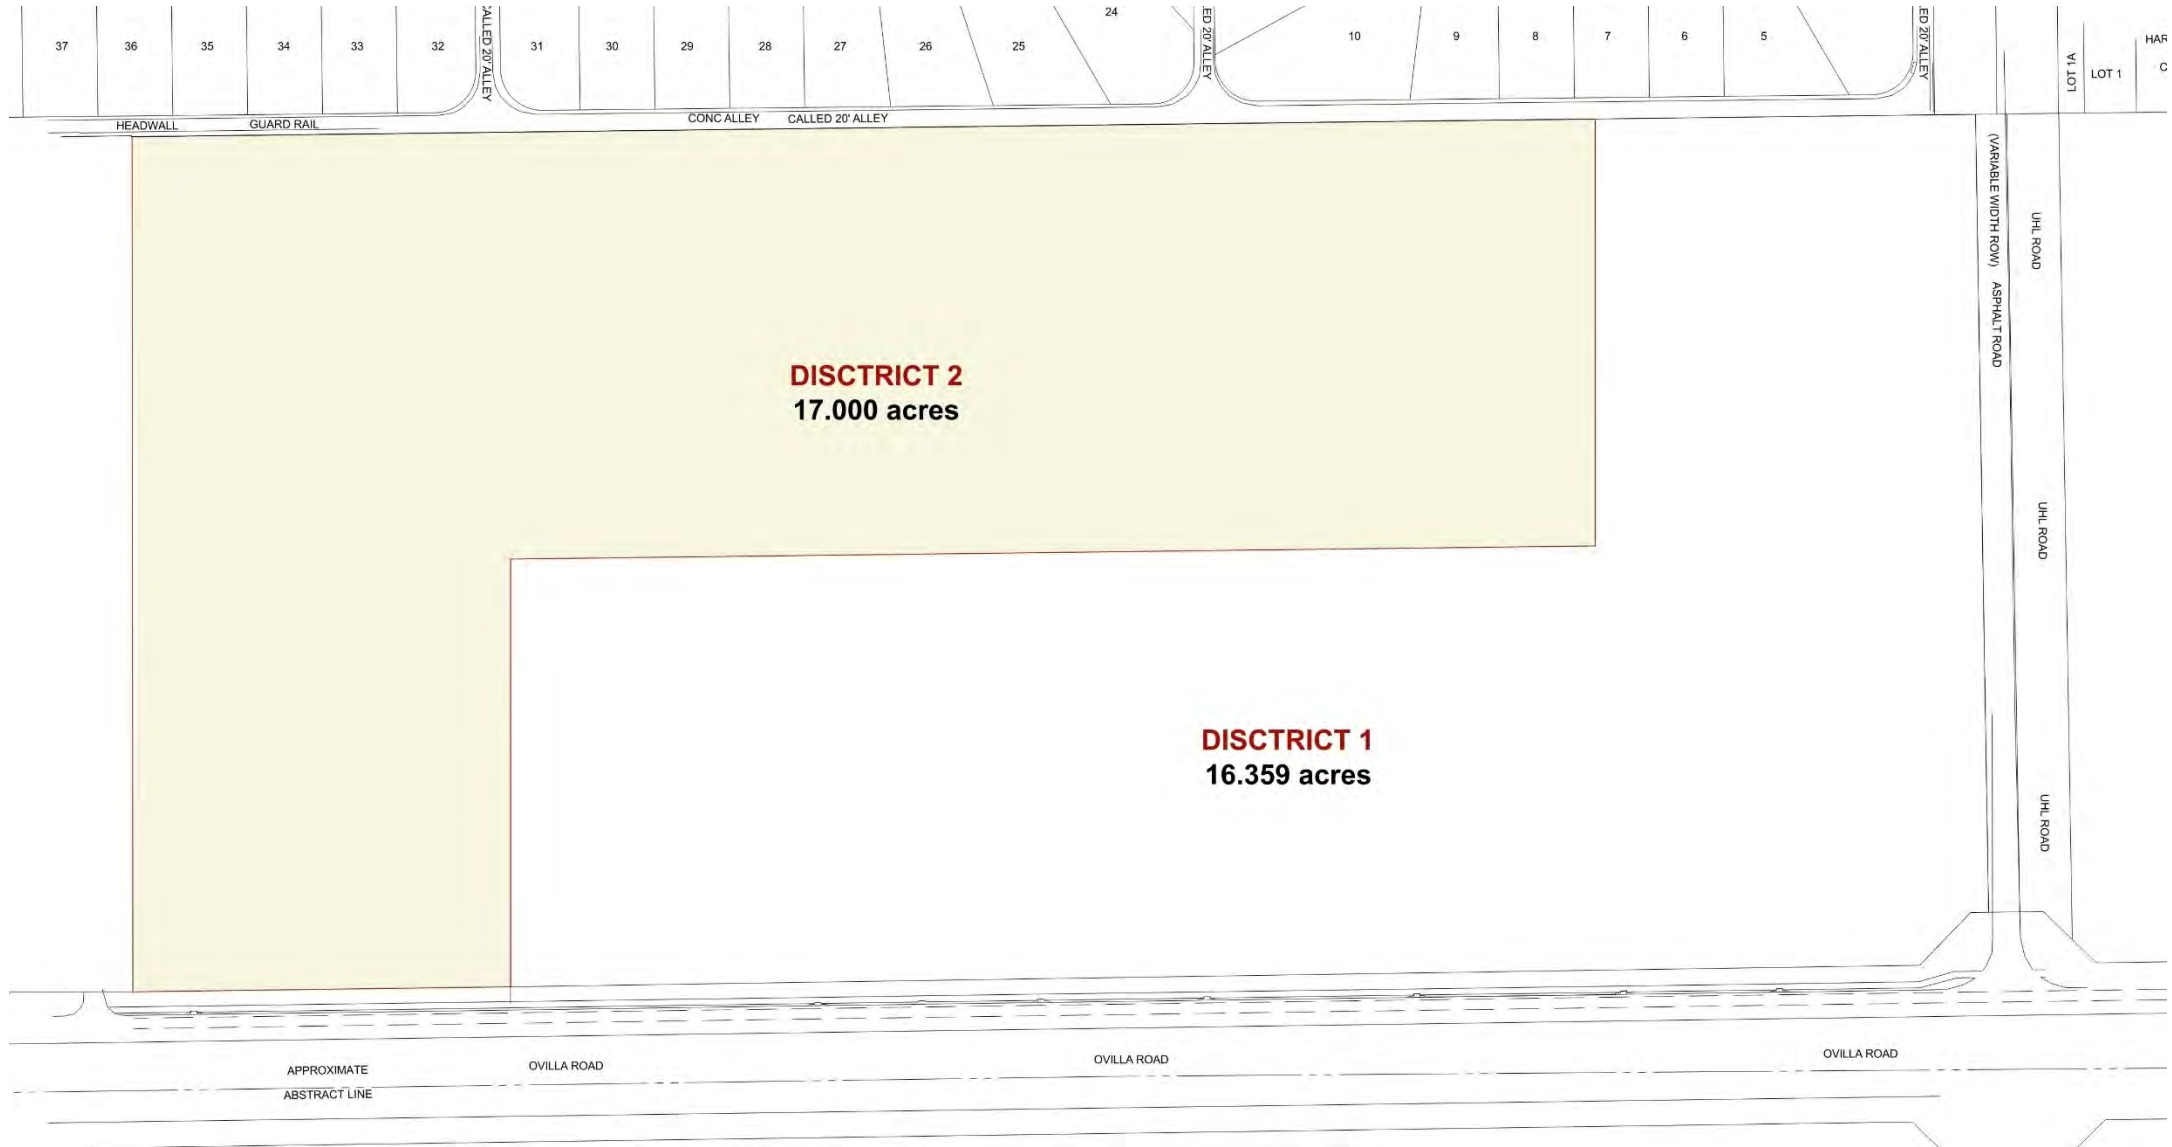 24
37
36
35
34
33
32
CALLED 20' ALLEY
31
30
29
28
27
26
25
ED 20' ALLEY
10
9
8
7
6
5
ED 20' ALLEY
LOT 1A
LOT 1
HAR
C
HEADWALL
GUARD RAIL
CONC ALLEY
CALLED 20' ALLEY
(VARIABLE WIDTH ROW) ASPHALT ROAD
UHL ROAD
DISCTRICT 2
17.000 acres
UHL ROAD
DISCTRICT 1
16.359 acres
UHL ROAD
APPROXIMATE
ABSTRACT LINE
OVILLA ROAD
OVILLA ROAD
OVILLA ROAD